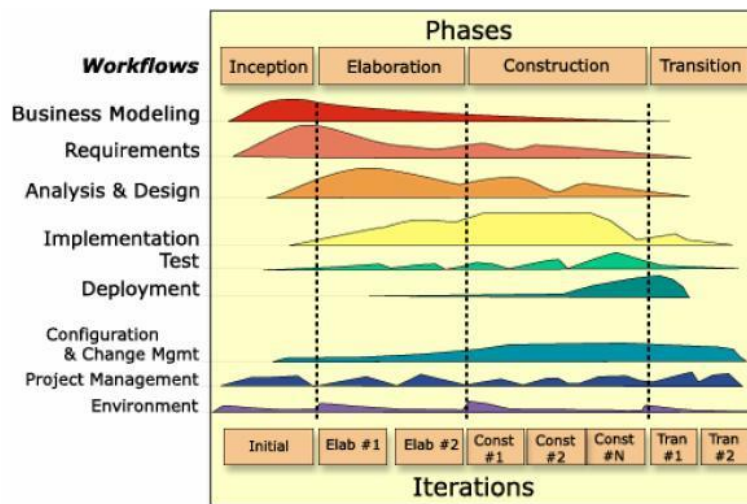 Phases
Workflows
Inception
Elaboration
Construction
Transition
Business Modeling
Requirements
Analysis & Design
Implementation
Test
Deployment
Configuration
& Change Mgmt
Project Management
Environment
Initial
Elab #1
Elab #2
Const
#1
Const
#2
Const
#N
Tran
#1
Tran
#2
Iterations